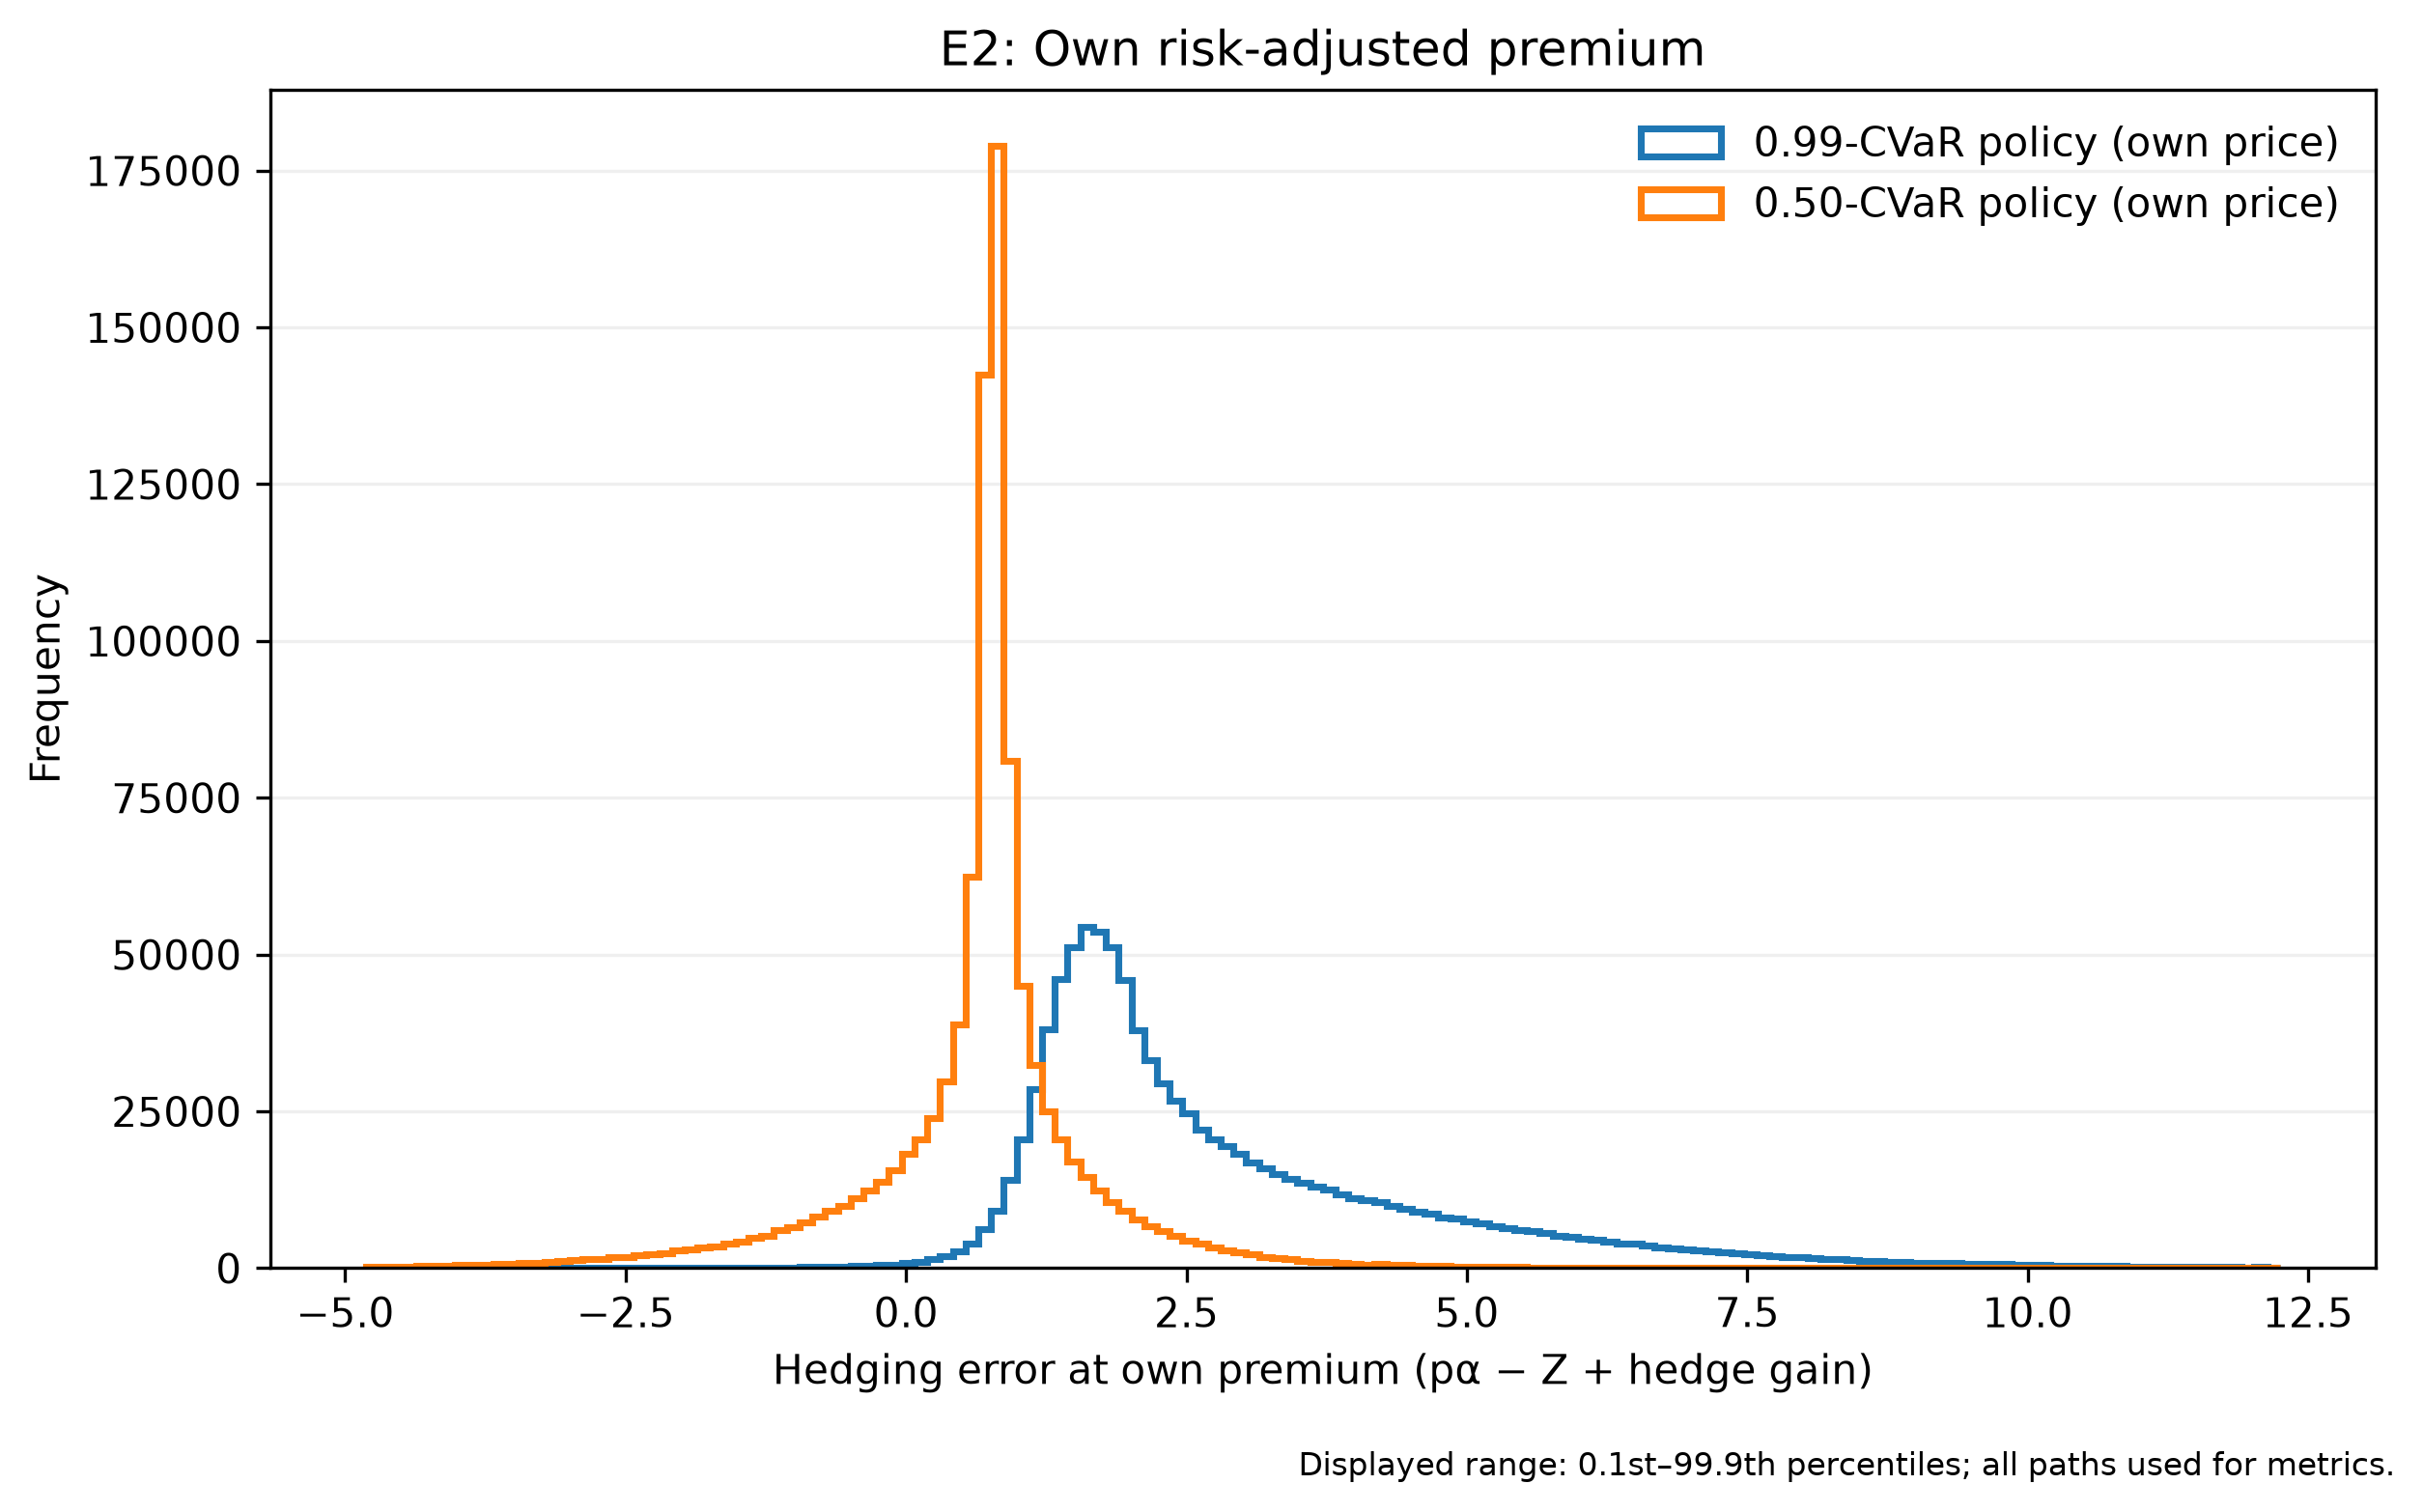 E2: Own risk-adjusted premium
0.99-CVaR policy (own price)
0.50-CVaR policy (own price)
Frequency
175000
150000
125000
100000
75000
50000
25000
0
−5.0 −2.5 0.0 2.5 5.0 7.5 10.0 12.5
Hedging error at own premium (pα − Z + hedge gain)
Displayed range: 0.1st–99.9th percentiles; all paths used for metrics.